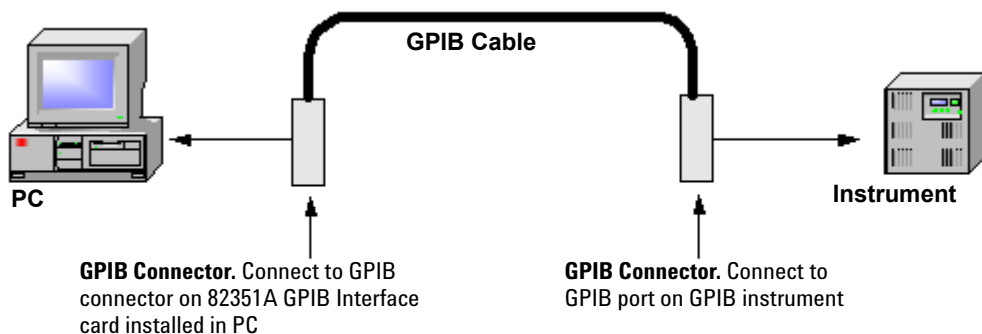 GPIB Cable
PC
Instrument
GPIB Connector. Connect to GPIB
connector on 82351A GPIB Interface
card installed in PC
GPIB Connector. Connect to
GPIB port on GPIB instrument